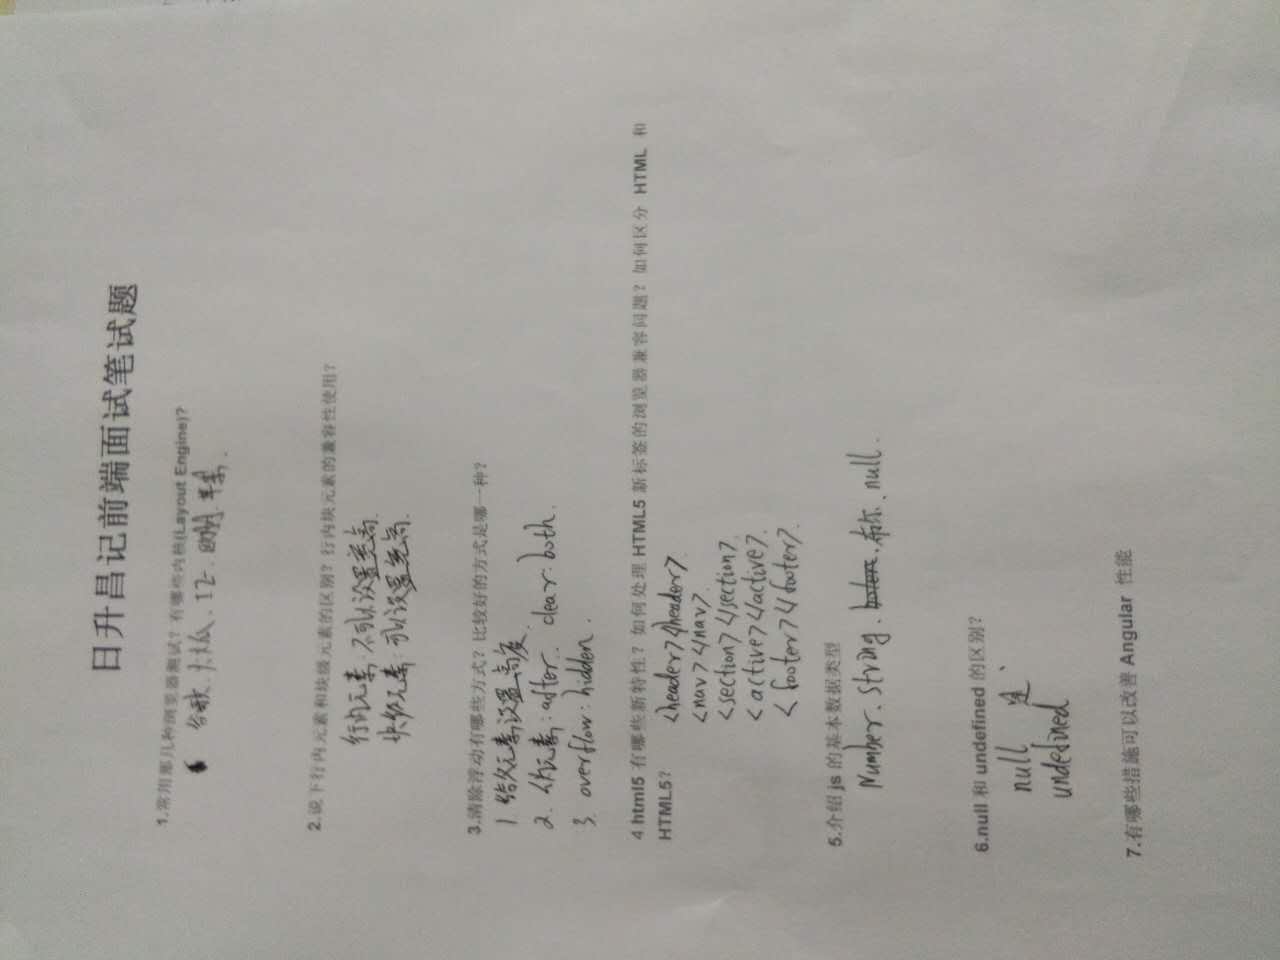 日升昌记前端面试笔试题
1.常用那几种浏览器测试？有哪些内核(Layout Engine)?
谷歌、火狐、IE、苹果.
2.说下行内元素和块级元素的区别？行内块元素的兼容性使用？
行内元素：不可以设置宽高.
块级元素：可以设置宽高.
3.清除浮动有哪些方式？比较好的方式是哪一种？
1. 给父元素设置高度.
2. 伪元素：after. clear:both.
3. overflow:hidden.
4 html5 有哪些新特性？如何处理 HTML5 新标签的浏览器兼容问题？如何区分 HTML 和
HTML5？
<header></header>
<nav></nav>
<section></section>
<active></active>
<footer></footer>
5.介绍 js 的基本数据类型
Number、string、布尔、null.
6.null 和 undefined 的区别？
null 空、
undefined
7.有哪些措施可以改善 Angular 性能